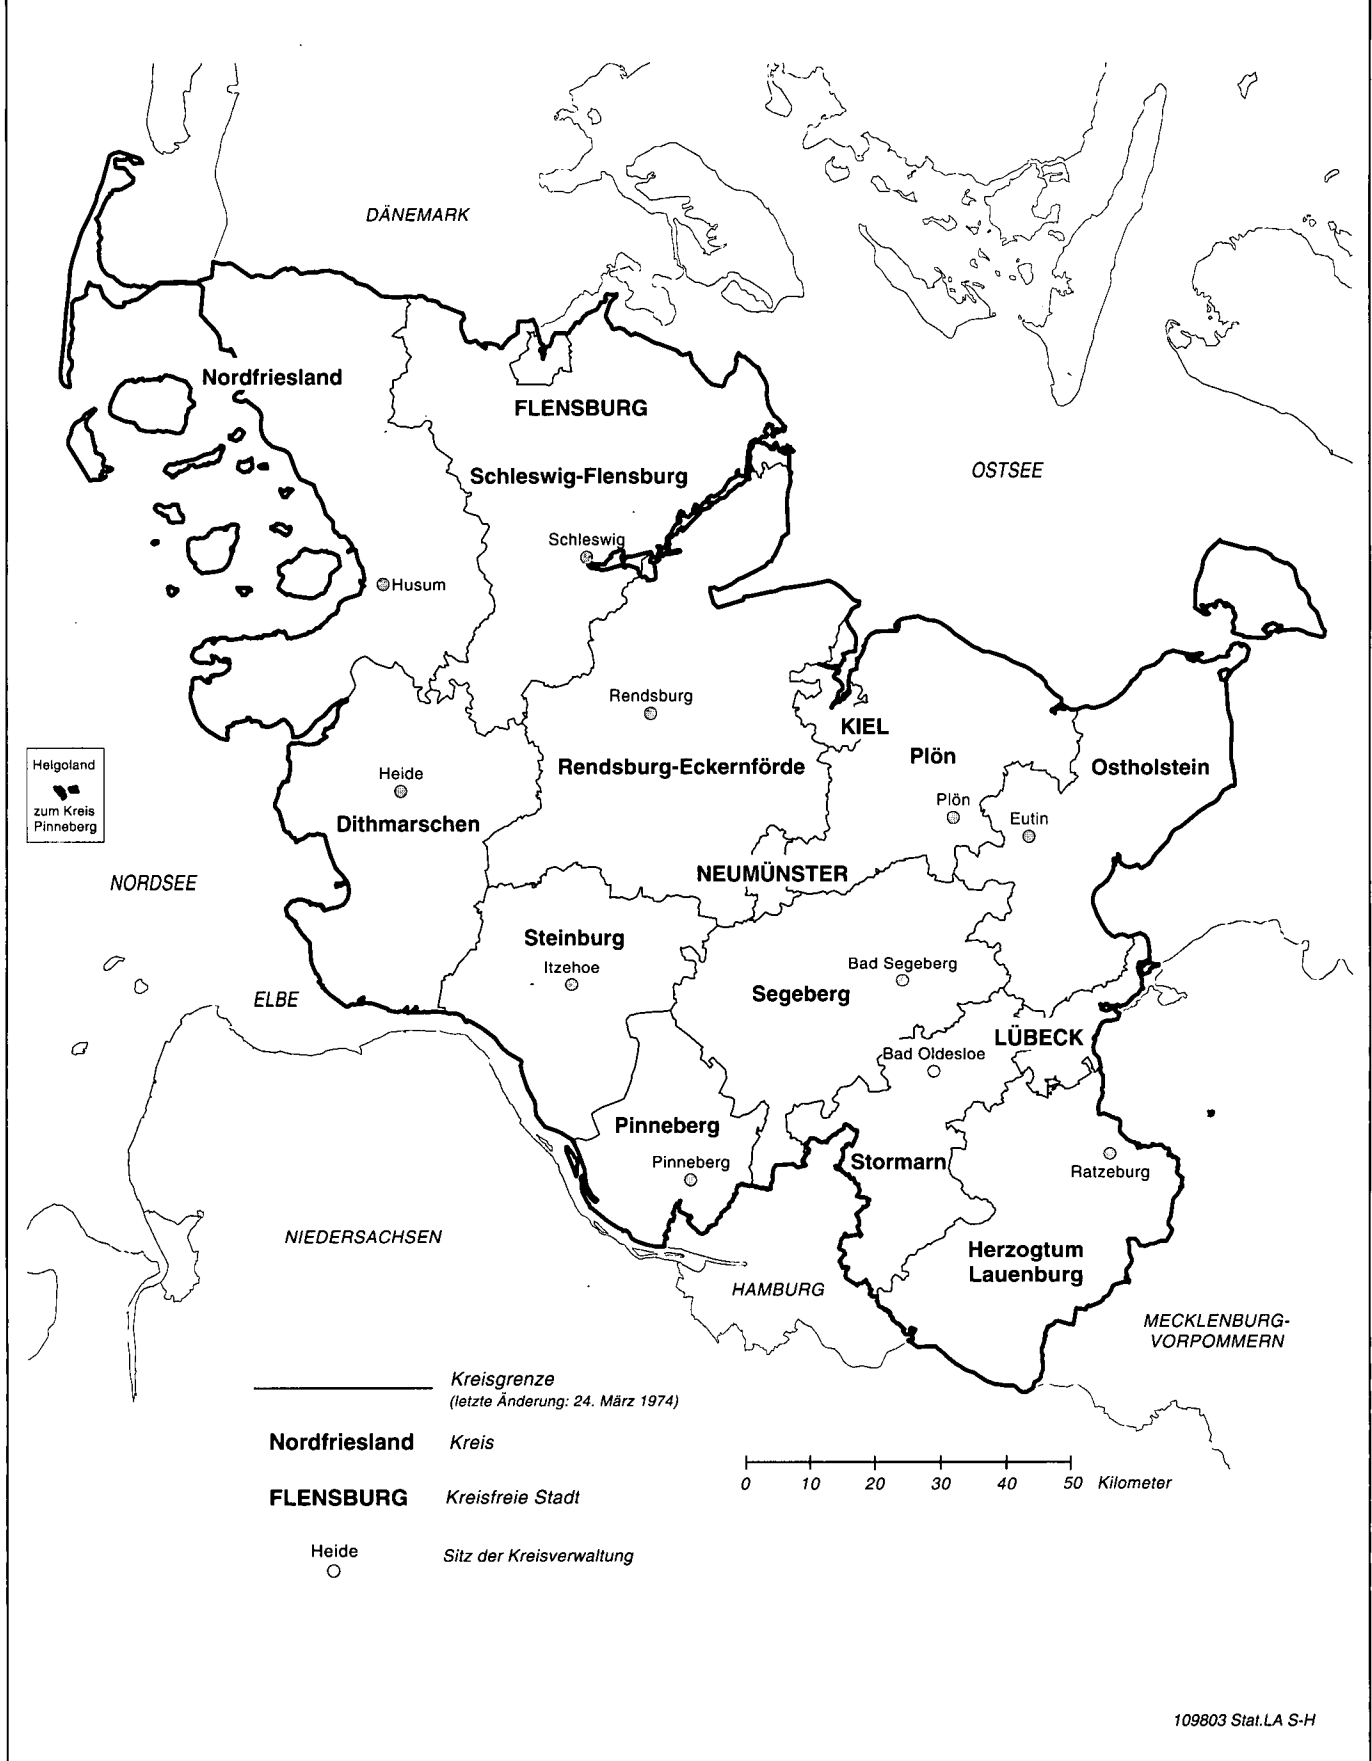 DÄNEMARK
Nordfriesland
FLENSBURG
OSTSEE
Schleswig-Flensburg
Schleswig
Husum
Rendsburg
KIEL
Plön
Helgoland
zum Kreis
Pinneberg
Heide
Rendsburg-Eckernförde
Ostholstein
Plön
Eutin
Dithmarschen
NORDSEE
NEUMÜNSTER
Steinburg
Itzehoe
Bad Segeberg
Segeberg
ELBE
LÜBECK
Bad Oldesloe
Pinneberg
Pinneberg
Stormarn
Ratzeburg
NIEDERSACHSEN
Herzogtum
Lauenburg
HAMBURG
MECKLENBURG-
VORPOMMERN
Kreisgrenze
(letzte Änderung: 24. März 1974)
Nordfriesland Kreis
FLENSBURG Kreisfreie Stadt
Heide
Sitz der Kreisverwaltung
0 10 20 30 40 50 Kilometer
109803 Stat.LA S-H